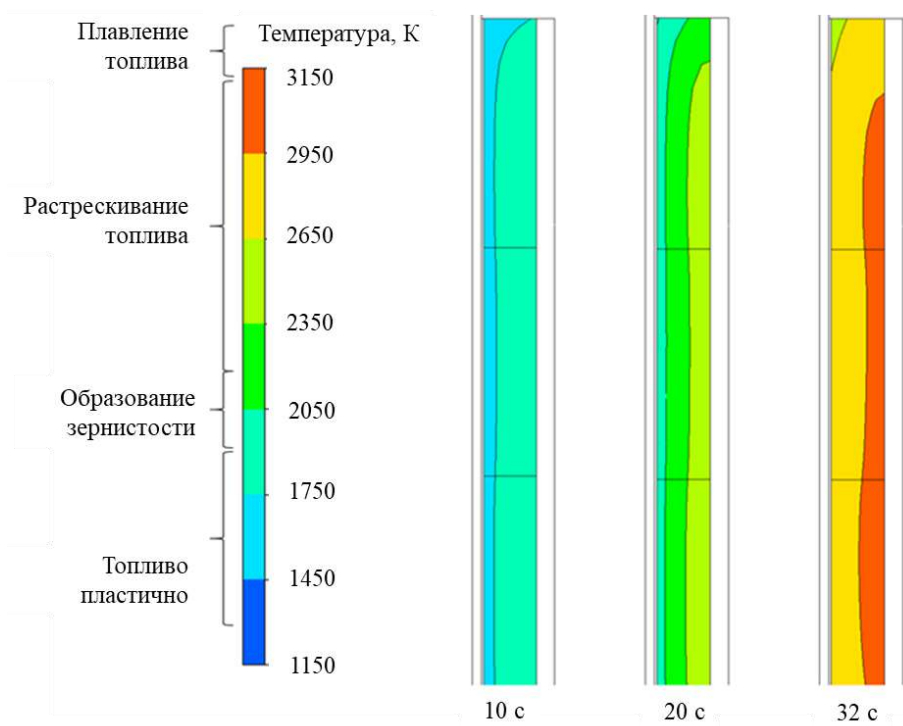 Плавление
топлива
Температура, К
3150
2950
Растрескивание
топлива
2650
2350
Образование
зернистости
2050
1750
Топливо
пластично
1450
1150
10 с
20 с
32 с